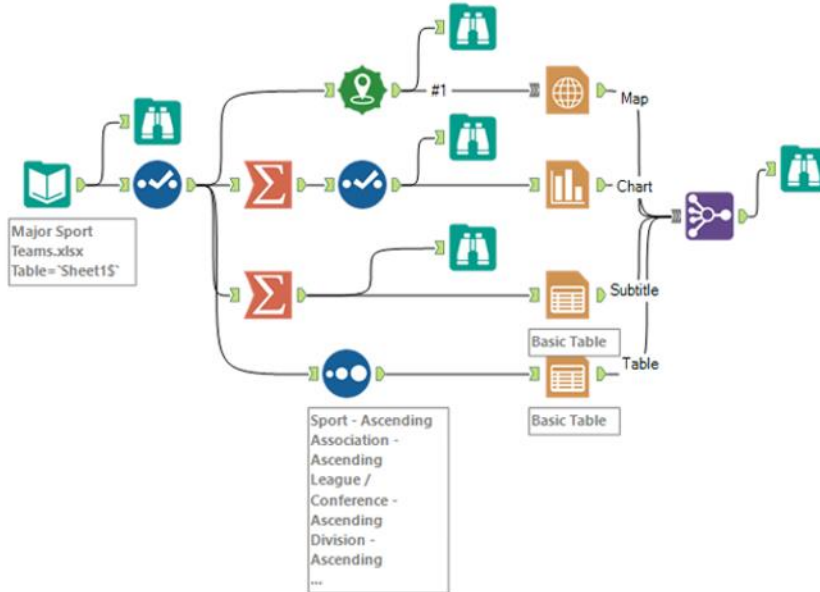 #1
Map
Chart
Major Sport
Teams.xlsx
Table=`Sheet1$`
Subtitle
Basic Table
Table
Sport - Ascending
Association -
Ascending
League /
Conference -
Ascending
Division -
Ascending
...
Basic Table